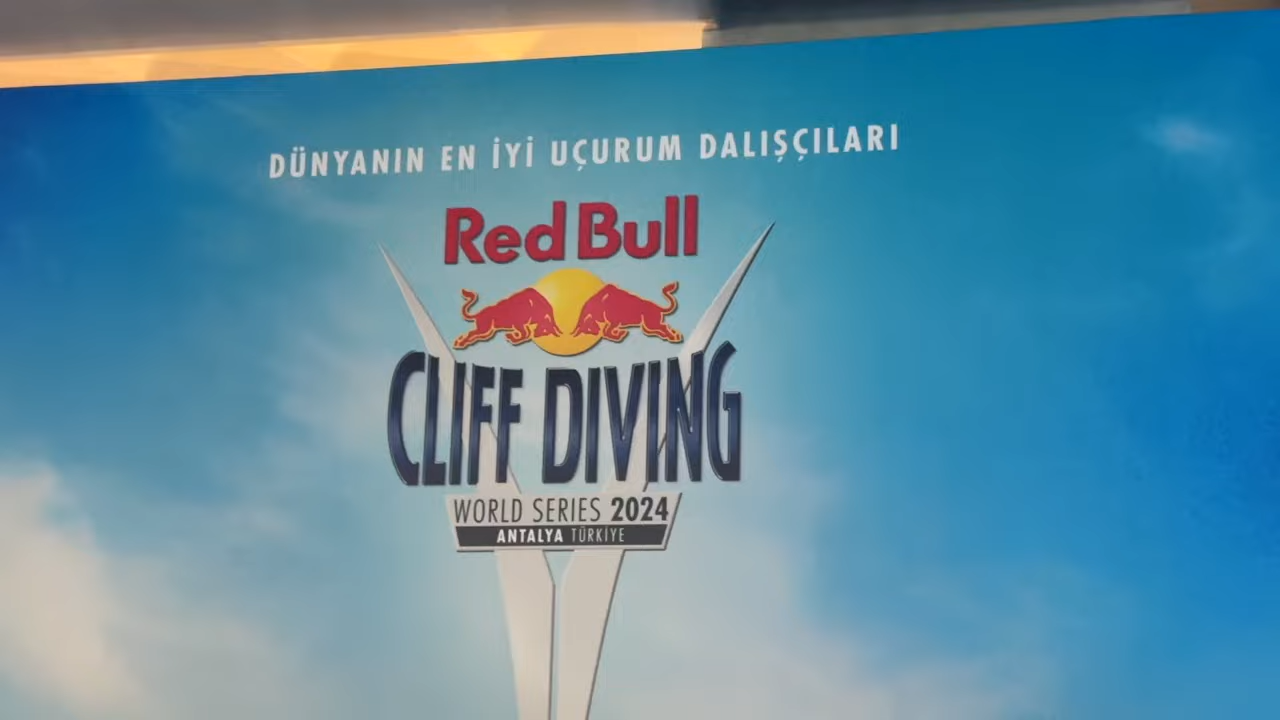 DÜNYANIN EN İYİ UÇURUM DALIŞÇILARI
Red Bull
CLIFF DIVING
WORLD SERIES 2024
ANTALYA TÜRKİYE